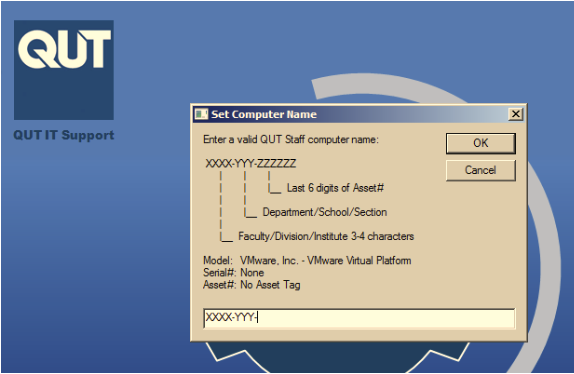 QUT
QUT IT Support
Set Computer Name
Enter a valid QUT Staff computer name:
OK
XXXX-YYY-ZZZZZZ
Cancel
Last 6 digits of Asset#
Department/School/Section
Faculty/Division/Institute 3-4 characters
Model: VMware, Inc. - VMware Virtual Platform
Serial#: None
Asset#: No Asset Tag
XXXX-YYY-